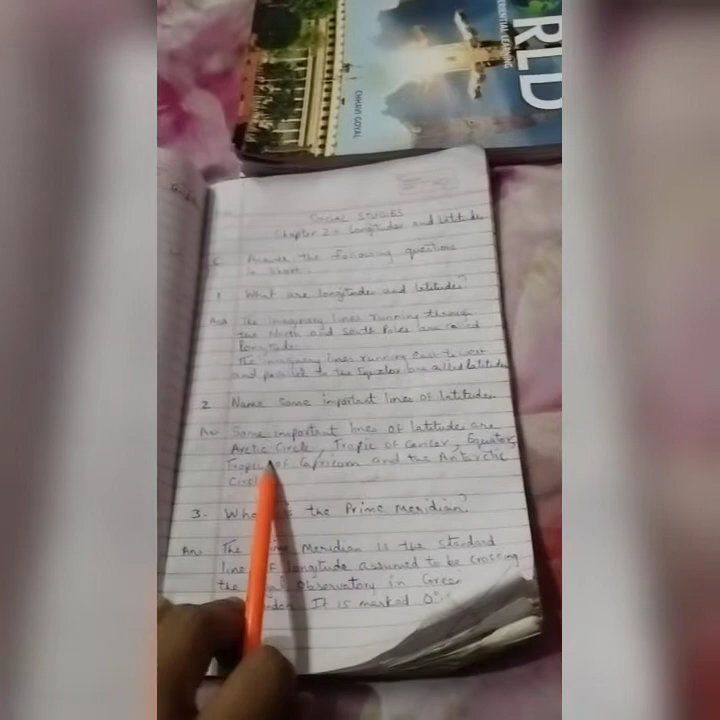 RLD
ERIENTIAL LEARNING
CHHAVI GOYAL
SOCIAL STUDIES
Chapter 2 = Longitudes and Latitudes
C Answer the following questions
in short.
1 What are longitudes and latitudes?
Ans The imaginary lines running through
the North and South Poles are called
longitudes.
The imaginary lines running East to west
and parallel to the Equator are called latitudes
2 Name some important lines of latitudes
Ans Some important lines of latitude are
Arctic Circle, Tropic of Cancer, Equator,
Tropic of Capricorn and the Antarctic
Circle
3. What is the Prime Meridian?
Ans The Prime Meridian is the standard
line of longitude assumed to be crossing
the Observatory in Gree
It is marked 0°